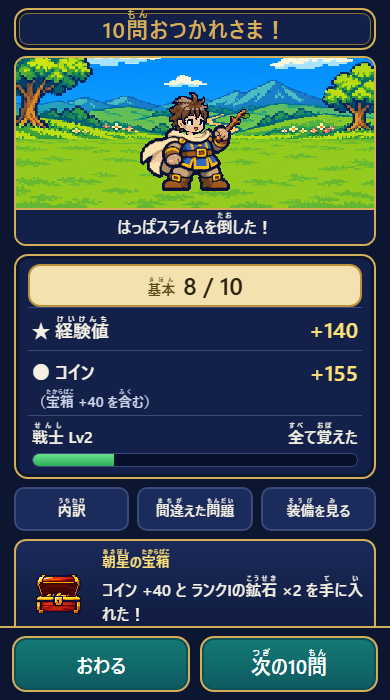 10問おつかれさま！
はっぱスライムを倒した！
基本 8 / 10
★ 経験値 +140
● コイン +155
（宝箱 +40 を含む）
戦士 Lv2 全て覚えた
内訳 間違えた問題 装備を見る
朝星の宝箱
コイン +40 と ランクIの鉱石 ×2 を手に入
れた！
おわる 次の10問